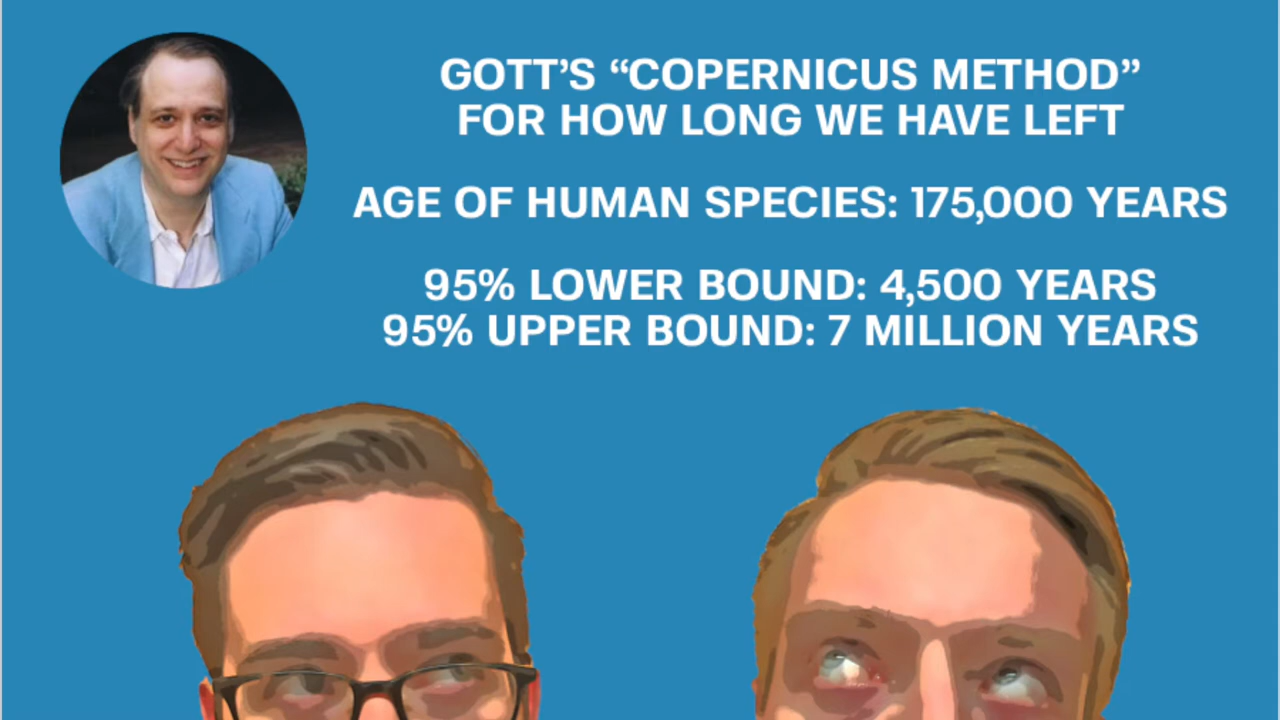 GOTT'S “COPERNICUS METHOD”
FOR HOW LONG WE HAVE LEFT
AGE OF HUMAN SPECIES: 175,000 YEARS
95% LOWER BOUND: 4,500 YEARS
95% UPPER BOUND: 7 MILLION YEARS